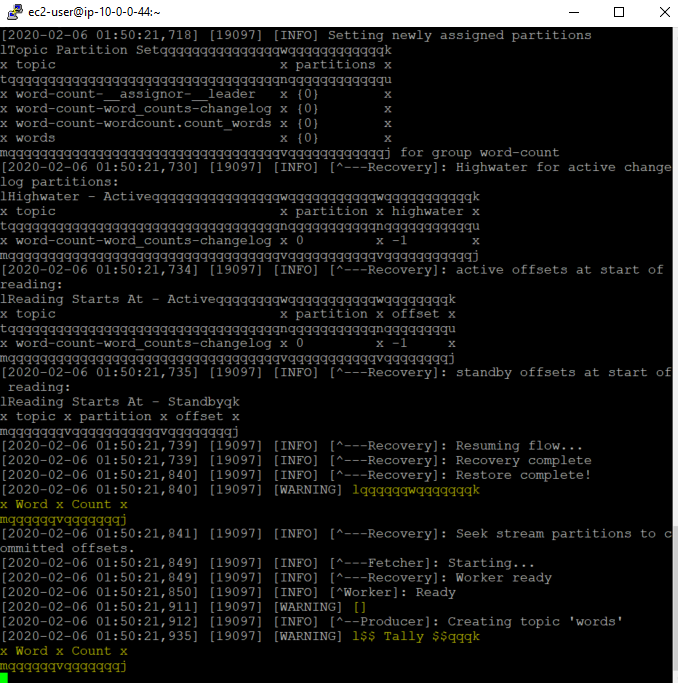 ec2-user@ip-10-0-0-44:~
[2020-02-06 01:50:21,718] [19097] [INFO] Setting newly assigned partitions
lTopic Partition Setqqqqqqqqqqqqqqwqqqqqqqqqqqqk
x topic                            x partitions x
tqqqqqqqqqqqqqqqqqqqqqqqqqqqqqqqqqqnqqqqqqqqqqqqu
x word-count-__assignor-__leader   x {0}        x
x word-count-word_counts-changelog x {0}        x
x word-count-wordcount.count_words x {0}        x
x words                            x {0}        x
mqqqqqqqqqqqqqqqqqqqqqqqqqqqqqqqqqqvqqqqqqqqqqqqj for group word-count
[2020-02-06 01:50:21,730] [19097] [INFO] [^---Recovery]: Highwater for active change
log partitions:
lHighwater - Activeqqqqqqqqqqqqqqqqwqqqqqqqqqqqwqqqqqqqqqqqk
x topic                            x partition x highwater x
tqqqqqqqqqqqqqqqqqqqqqqqqqqqqqqqqqqnqqqqqqqqqqqnqqqqqqqqqqqu
x word-count-word_counts-changelog x 0         x -1        x
mqqqqqqqqqqqqqqqqqqqqqqqqqqqqqqqqqqvqqqqqqqqqqqvqqqqqqqqqqqj
[2020-02-06 01:50:21,734] [19097] [INFO] [^---Recovery]: active offsets at start of
reading:
lReading Starts At - Activeqqqqqqqqwqqqqqqqqqqqwqqqqqqqqk
x topic                            x partition x offset x
tqqqqqqqqqqqqqqqqqqqqqqqqqqqqqqqqqqnqqqqqqqqqqqnqqqqqqqqu
x word-count-word_counts-changelog x 0         x -1     x
mqqqqqqqqqqqqqqqqqqqqqqqqqqqqqqqqqqvqqqqqqqqqqqvqqqqqqqqj
[2020-02-06 01:50:21,735] [19097] [INFO] [^---Recovery]: standby offsets at start of
 reading:
lReading Starts At - Standbyqk
x topic x partition x offset x
mqqqqqqqvqqqqqqqqqqqvqqqqqqqqj
[2020-02-06 01:50:21,739] [19097] [INFO] [^---Recovery]: Resuming flow...
[2020-02-06 01:50:21,739] [19097] [INFO] [^---Recovery]: Recovery complete
[2020-02-06 01:50:21,840] [19097] [INFO] [^---Recovery]: Restore complete!
[2020-02-06 01:50:21,840] [19097] [WARNING] lqqqqqqwqqqqqqqk
x Word x Count x
mqqqqqqvqqqqqqqj
[2020-02-06 01:50:21,841] [19097] [INFO] [^---Recovery]: Seek stream partitions to c
ommitted offsets.
[2020-02-06 01:50:21,849] [19097] [INFO] [^---Fetcher]: Starting...
[2020-02-06 01:50:21,849] [19097] [INFO] [^---Recovery]: Worker ready
[2020-02-06 01:50:21,850] [19097] [INFO] [^Worker]: Ready
[2020-02-06 01:50:21,911] [19097] [WARNING] []
[2020-02-06 01:50:21,912] [19097] [INFO] [^--Producer]: Creating topic 'words'
[2020-02-06 01:50:21,935] [19097] [WARNING] l$$ Tally $$qqqk
x Word x Count x
mqqqqqqvqqqqqqqj